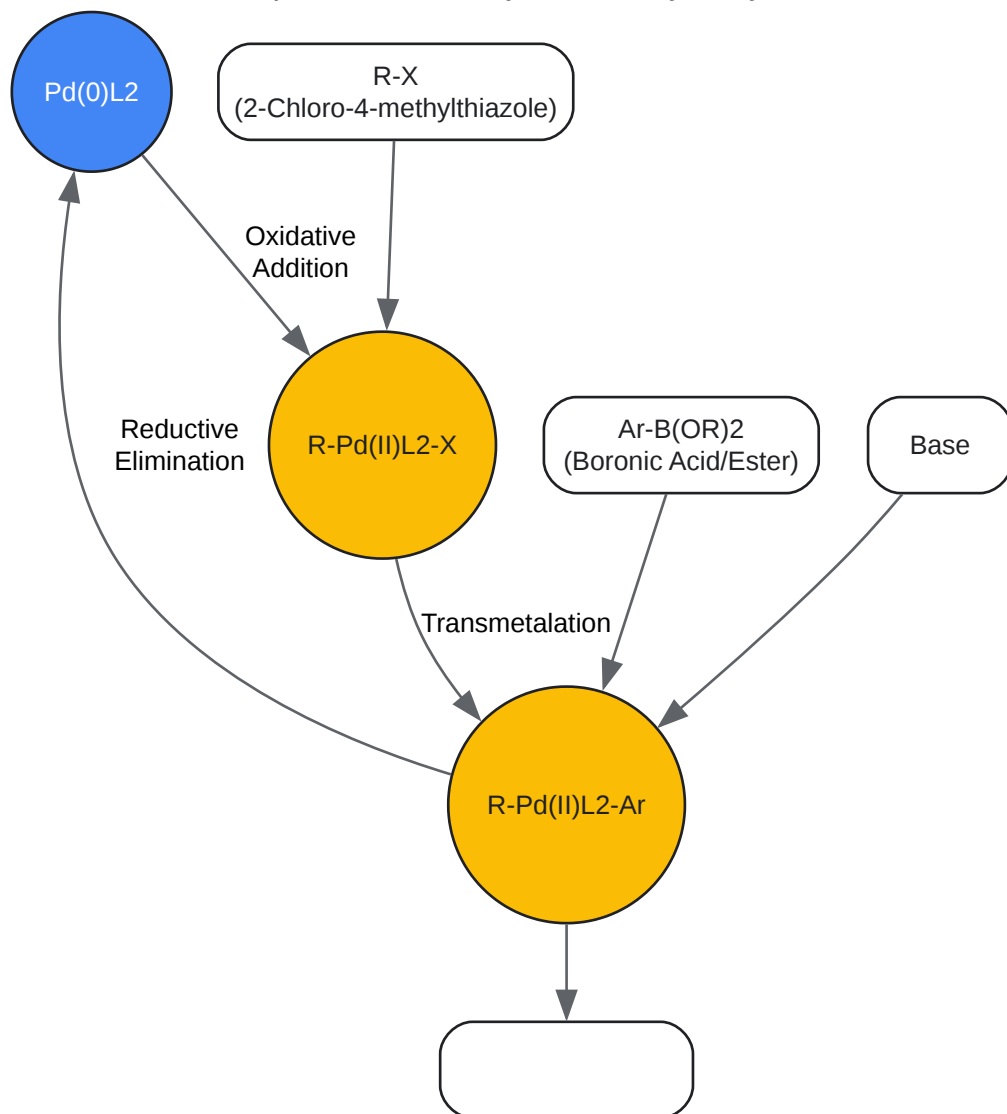 Pd(0)L2
R-X
(2-Chloro-4-methylthiazole)
Oxidative
Addition
Reductive
Elimination
R-Pd(II)L2-X
Ar-B(OR)2
(Boronic Acid/Ester)
Base
Transmetalation
R-Pd(II)L2-Ar